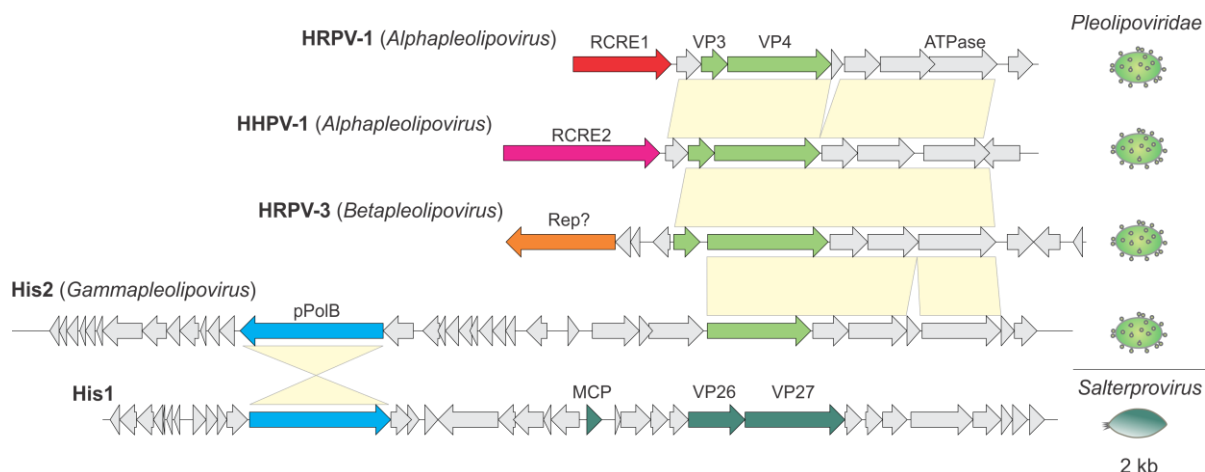 HRPV-1 (Alphapleolipovirus)
RCRE1
VP3
VP4
ATPase
Pleolipoviridae
HHPV-1 (Alphapleolipovirus)
RCRE2
HRPV-3 (Betapleolipovirus)
Rep?
His2 (Gammapleolipovirus)
pPolB
His1
MCP
VP26
VP27
Salterprovirus
2 kb